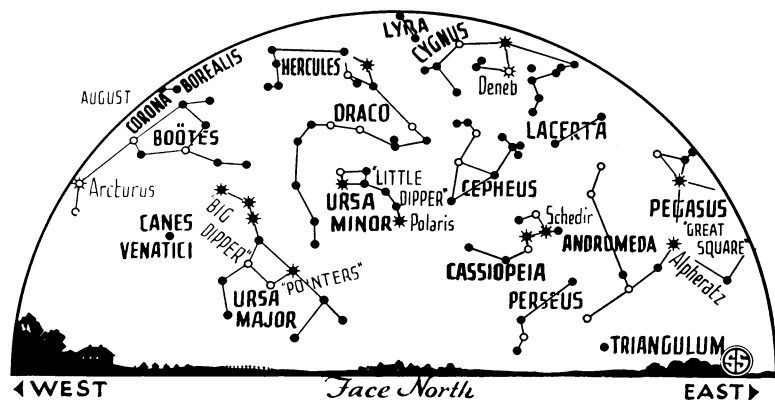 LYRA
CYGNUS
HERCULES
Deneb
AUGUST
CORONA BOREALIS
DRACO
LACERTA
BOÖTES
Arcturus
"LITTLE
DIPPER"
URSA
MINOR
Polaris
CEPHEUS
PEGASUS
"GREAT
SQUARE"
Schedir
CANES
VENATICI
"BIG
DIPPER"
ANDROMEDA
Alpheratz
CASSIOPEIA
"POINTERS"
URSA
MAJOR
PERSEUS
TRIANGULUM
SS
WEST
Face North
EAST